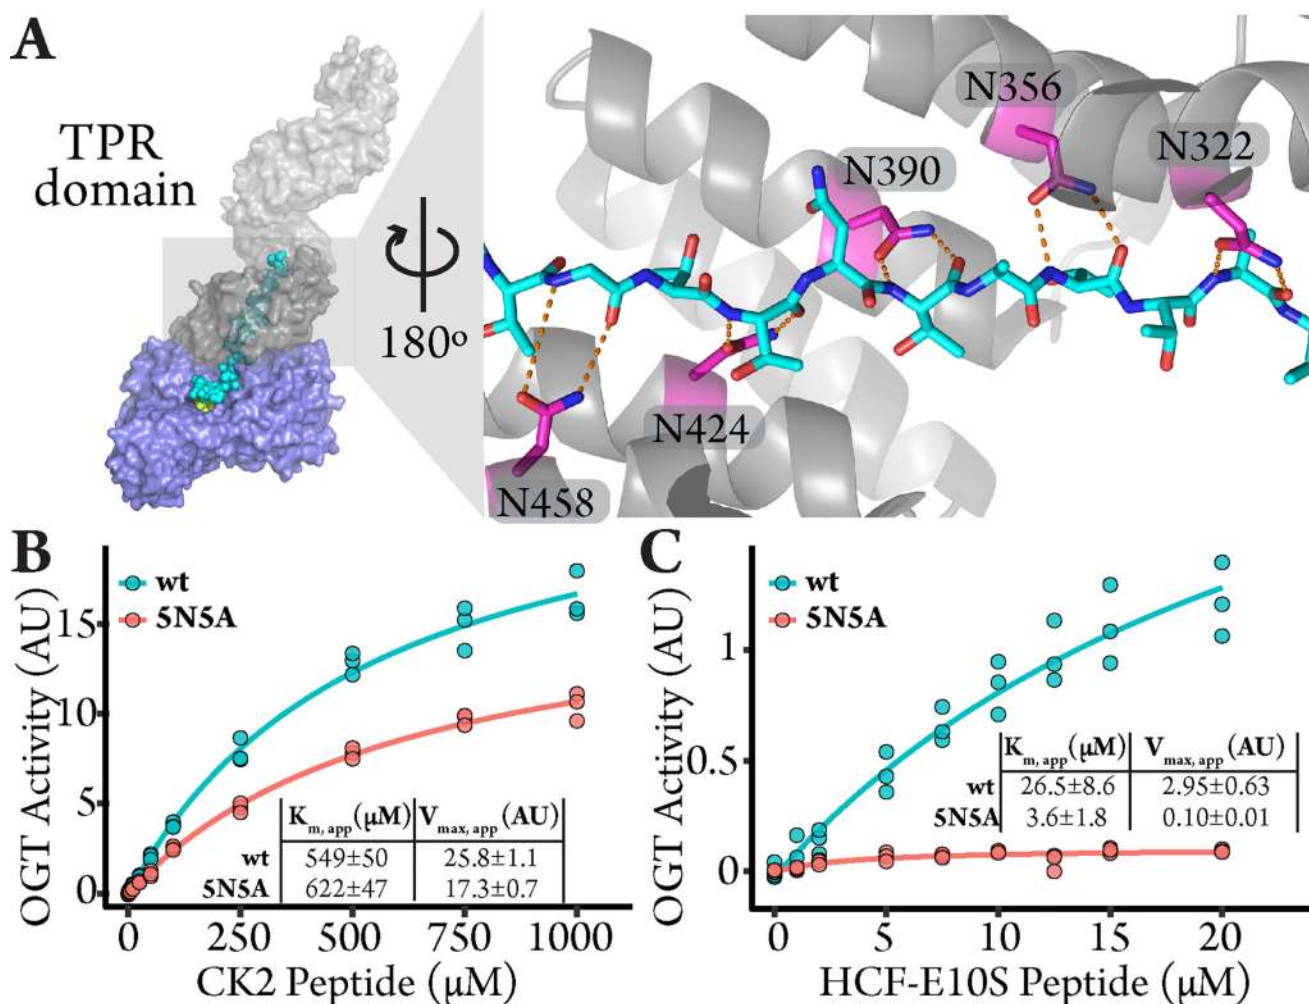 A
TPR
domain
180º
N356
N322
N390
N424
N458
B
wt
5N5A
OGT Activity (AU)
15
10
5
0
Km, app (μM) Vmax, app (AU)
wt 549±50 25.8±1.1
5N5A 622±47 17.3±0.7
0 250 500 750 1000
CK2 Peptide (μM)
C
wt
5N5A
OGT Activity (AU)
1
0.5
0
Km, app (μM) Vmax, app (AU)
wt 26.5±8.6 2.95±0.63
5N5A 3.6±1.8 0.10±0.01
0 5 10 15 20
HCF-E10S Peptide (μM)